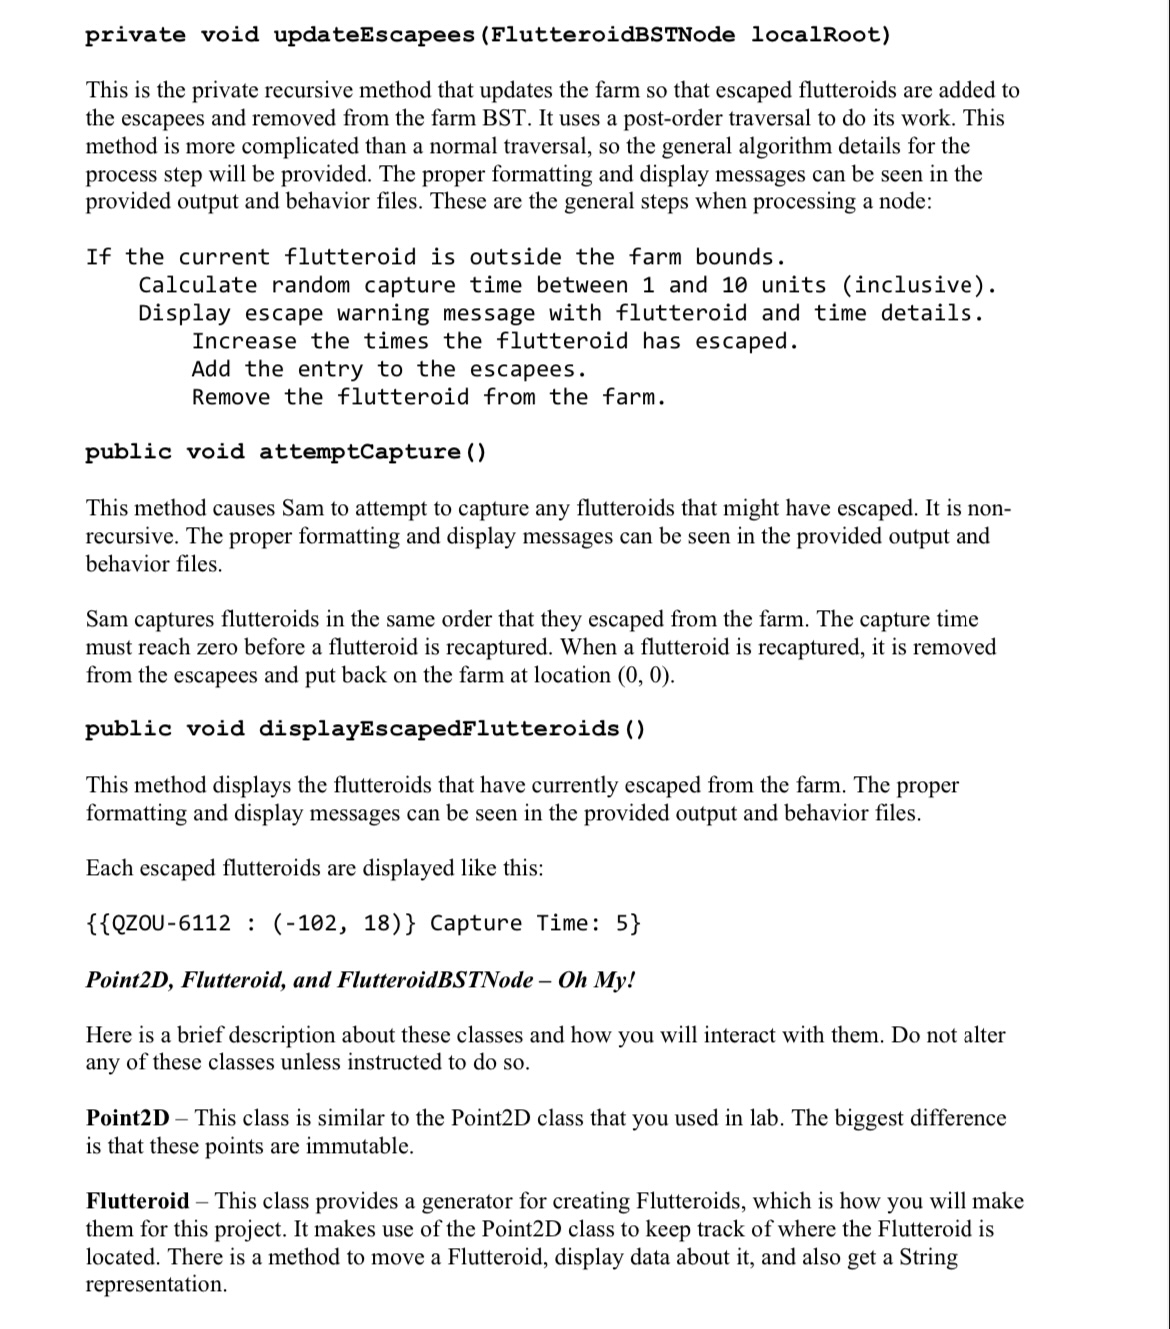 private void updateEscapees(FlutteroidBSTNode localRoot)
This is the private recursive method that updates the farm so that escaped flutteroids are added to
the escapees and removed from the farm BST. It uses a post-order traversal to do its work. This
method is more complicated than a normal traversal, so the general algorithm details for the
process step will be provided. The proper formatting and display messages can be seen in the
provided output and behavior files. These are the general steps when processing a node:
If the current flutteroid is outside the farm bounds.
Calculate random capture time between 1 and 10 units (inclusive).
Display escape warning message with flutteroid and time details.
Increase the times the flutteroid has escaped.
Add the entry to the escapees.
Remove the flutteroid from the farm.
public void attemptCapture()
This method causes Sam to attempt to capture any flutteroids that might have escaped. It is non-
recursive. The proper formatting and display messages can be seen in the provided output and
behavior files.
Sam captures flutteroids in the same order that they escaped from the farm. The capture time
must reach zero before a flutteroid is recaptured. When a flutteroid is recaptured, it is removed
from the escapees and put back on the farm at location (0, 0).
public void displayEscapedFlutteroids()
This method displays the flutteroids that have currently escaped from the farm. The proper
formatting and display messages can be seen in the provided output and behavior files.
Each escaped flutteroids are displayed like this:
{{QZOU-6112 : (-102, 18)} Capture Time: 5}
Point2D, Flutteroid, and FlutteroidBSTNode – Oh My!
Here is a brief description about these classes and how you will interact with them. Do not alter
any of these classes unless instructed to do so.
Point2D – This class is similar to the Point2D class that you used in lab. The biggest difference
is that these points are immutable.
Flutteroid – This class provides a generator for creating Flutteroids, which is how you will make
them for this project. It makes use of the Point2D class to keep track of where the Flutteroid is
located. There is a method to move a Flutteroid, display data about it, and also get a String
representation.